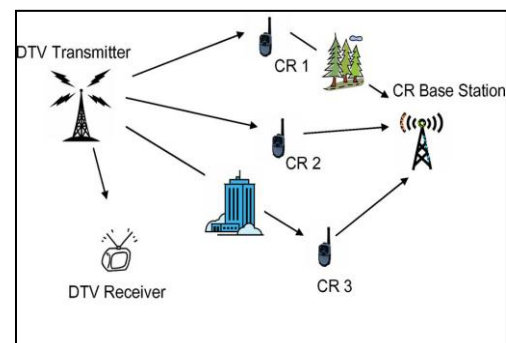 DTV Transmitter
CR 1
CR Base Station
CR 2
DTV Receiver
CR 3